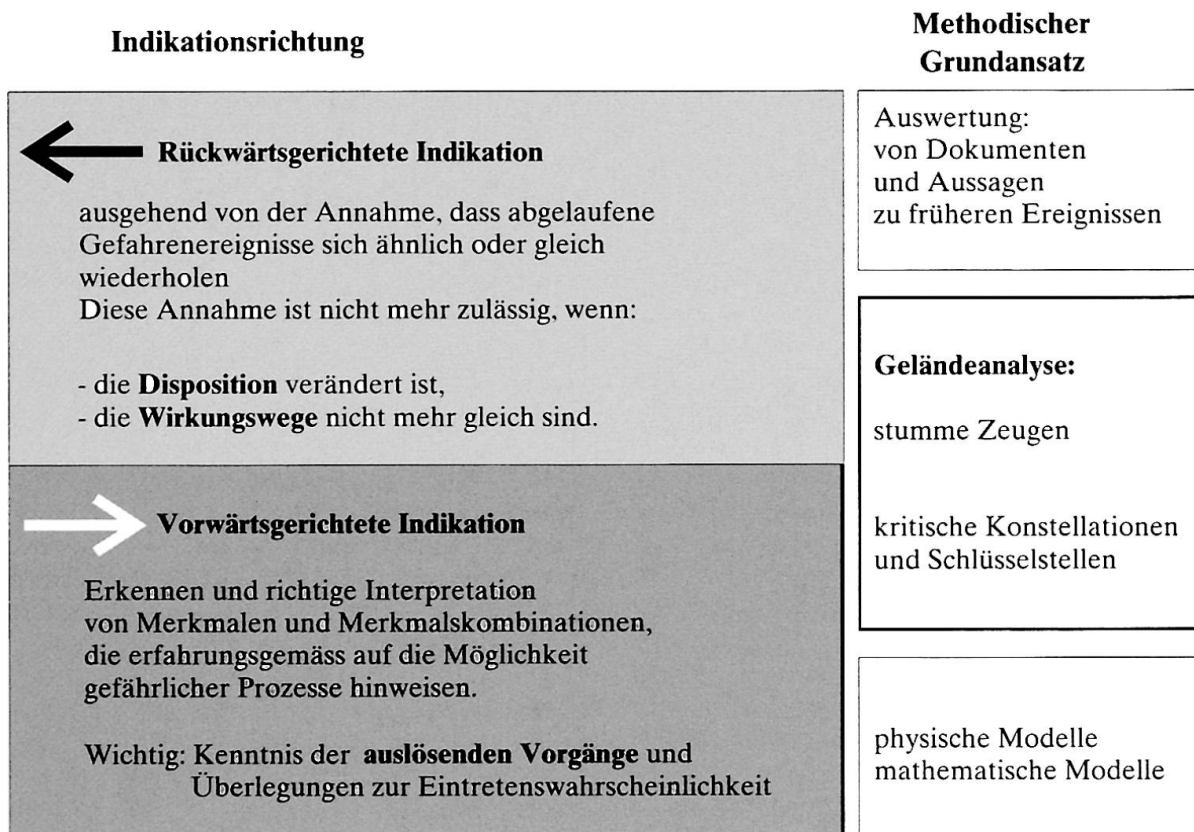 Indikationsrichtung
Methodischer
Grundansatz
Rückwärtsgerichtete Indikation
ausgehend von der Annahme, dass abgelaufene
Gefahrenereignisse sich ähnlich oder gleich
wiederholen
Diese Annahme ist nicht mehr zulässig, wenn:
- die Disposition verändert ist,
- die Wirkungswege nicht mehr gleich sind.
Vorwärtsgerichtete Indikation
Erkennen und richtige Interpretation
von Merkmalen und Merkmalskombinationen,
die erfahrungsgemäss auf die Möglichkeit
gefährlicher Prozesse hinweisen.
Wichtig: Kenntnis der auslösenden Vorgänge und
Überlegungen zur Eintretenswahrscheinlichkeit
Auswertung:
von Dokumenten
und Aussagen
zu früheren Ereignissen
Geländeanalyse:
stumme Zeugen
kritische Konstellationen
und Schlüsselstellen
physische Modelle
mathematische Modelle